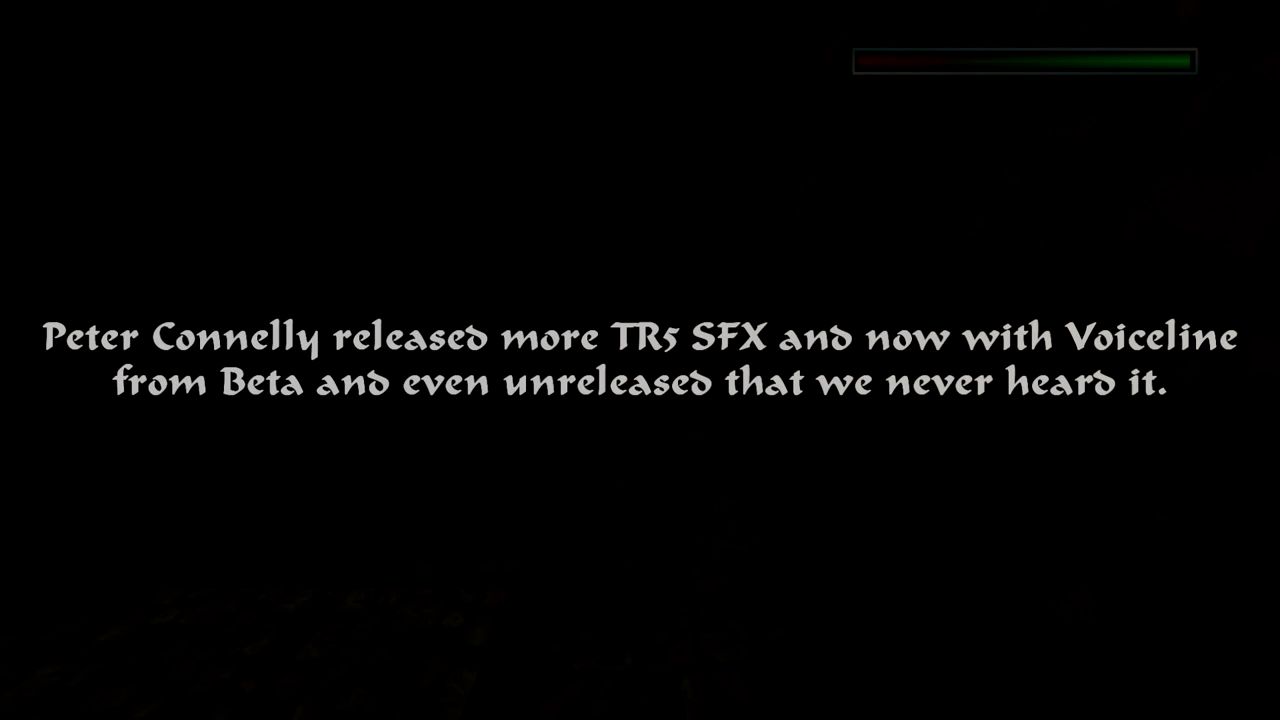 Peter Connelly released more TR5 SFX and now with Voiceline
from Beta and even unreleased that we never heard it.